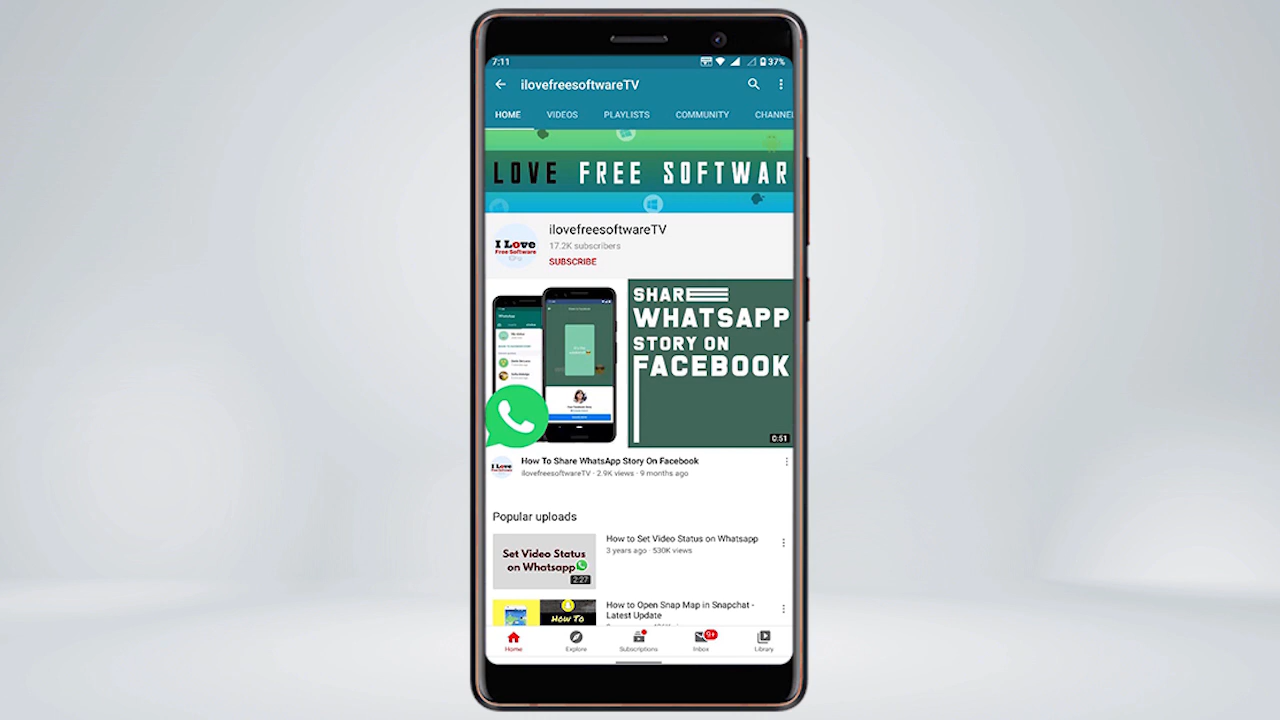 7:11
37%
ilovefreesoftwareTV
HOME VIDEOS PLAYLISTS COMMUNITY CHANNEL
LOVE FREE SOFTWAR
I Love
Free Software
ilovefreesoftwareTV
17.2K subscribers
SUBSCRIBE
WhatsApp
SHARE
WHATSAPP
STORY ON
FACEBOOK
0:51
I Love
Free Software
How To Share WhatsApp Story On Facebook
ilovefreesoftwareTV · 2.9K views · 9 months ago
Popular uploads
Set Video Status
on Whatsapp
2:27
How to Set Video Status on Whatsapp
3 years ago · 530K views
How To
How to Open Snap Map in Snapchat -
Latest Update
Home Explore Subscriptions Inbox Library
9+